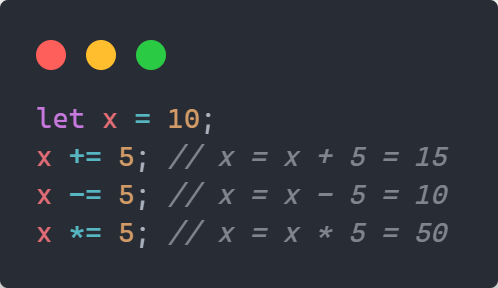 let x = 10;
x += 5; // x = x + 5 = 15
x -= 5; // x = x - 5 = 10
x *= 5; // x = x * 5 = 50